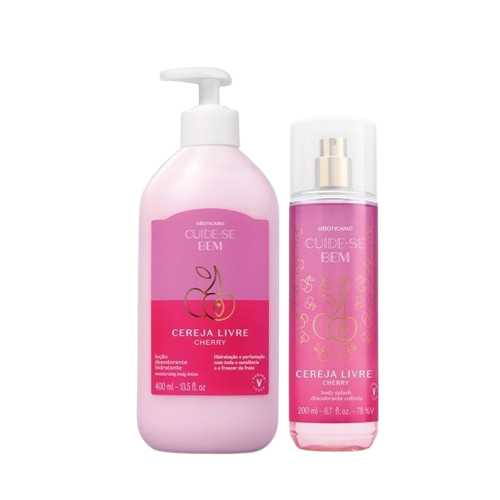 oBOTICÁRIO
CUIDE-SE
BEM
CEREJA LIVRE
CHERRY
loção
desodorante
hidratante
moisturizing body lotion
Hidratação e perfumação
com toda a excelência
e o frescor da fruta
400 ml - 13.5 fl. oz
V
oBOTICÁRIO
CUIDE-SE
BEM
CEREJA LIVRE
CHERRY
body splash
desodorante colônia
200 ml - 6.7 fl. oz. - 78 %V
V